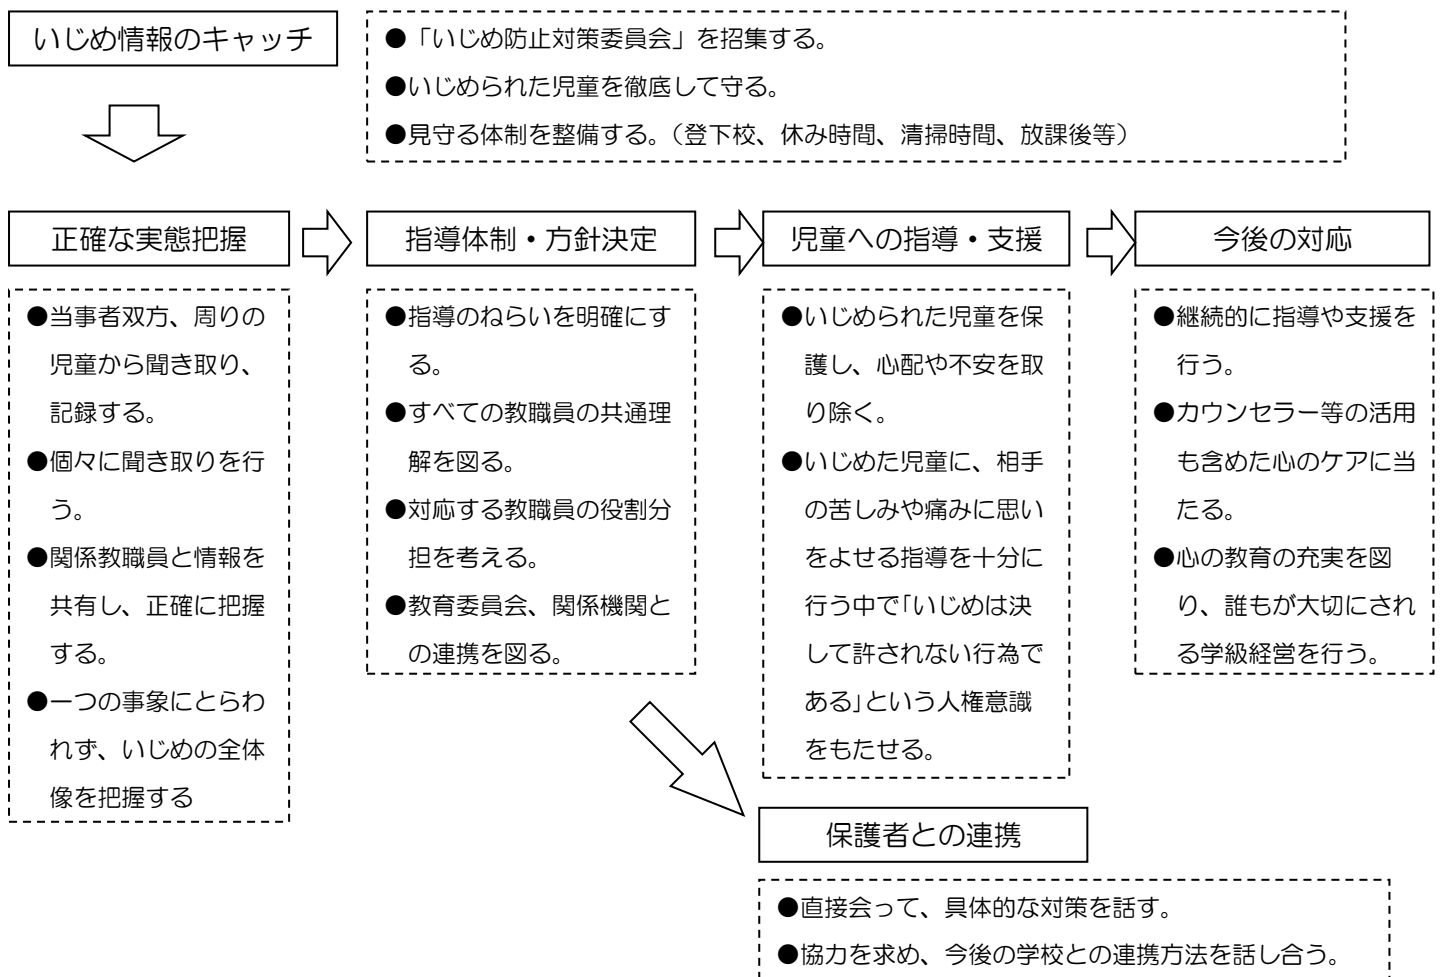 いじめ情報のキャッチ
●「いじめ防止対策委員会」を招集する。
●いじめられた児童を徹底して守る。
●見守る体制を整備する。（登下校、休み時間、清掃時間、放課後等）
正確な実態把握
●当事者双方、周りの
児童から聞き取り、
記録する。
●個々に聞き取りを行
う。
●関係教職員と情報を
共有し、正確に把握
する。
●一つの事象にとらわ
れず、いじめの全体
像を把握する
指導体制・方針決定
●指導のねらいを明確にす
る。
●すべての教職員の共通理
解を図る。
●対応する教職員の役割分
担を考える。
●教育委員会、関係機関と
の連携を図る。
児童への指導・支援
●いじめられた児童を保
護し、心配や不安を取
り除く。
●いじめた児童に、相手
の苦しみや痛みに思い
をよせる指導を十分に
行う中で「いじめは決
して許されない行為で
ある」という人権意識
をもたせる。
今後の対応
●継続的に指導や支援を
行う。
●カウンセラー等の活用
も含めた心のケアに当
たる。
●心の教育の充実を図
り、誰もが大切にされ
る学級経営を行う。
保護者との連携
●直接会って、具体的な対策を話す。
●協力を求め、今後の学校との連携方法を話し合う。